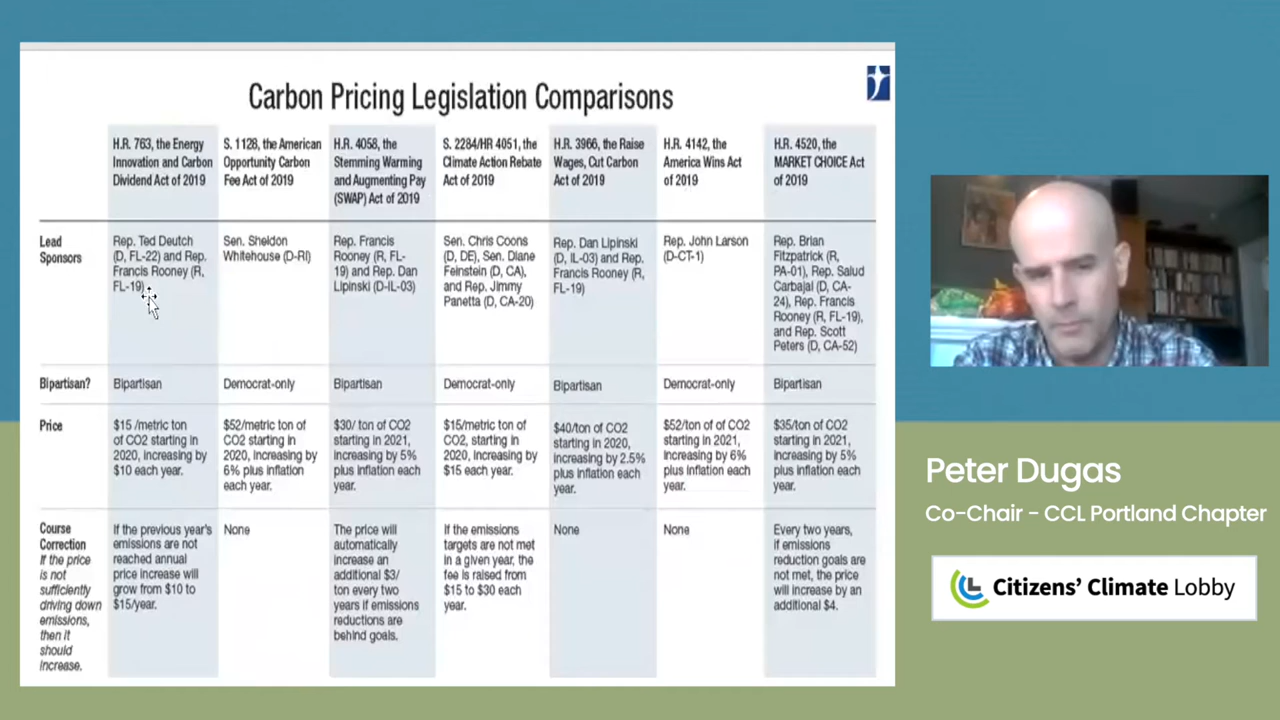 Carbon Pricing Legislation Comparisons
H.R. 763, the Energy
Innovation and Carbon
Dividend Act of 2019
S. 1128, the American
Opportunity Carbon
Fee Act of 2019
H.R. 4058, the
Stemming Warming
and Augmenting Pay
(SWAP) Act of 2019
S. 2284/HR 4051, the
Climate Action Rebate
Act of 2019
H.R. 3966, the Raise
Wages, Cut Carbon
Act of 2019
H.R. 4142, the
America Wins Act
of 2019
H.R. 4520, the
MARKET CHOICE Act
of 2019
Lead
Sponsors
Rep. Ted Deutch
(D, FL-22) and Rep.
Francis Rooney (R,
FL-19)
Sen. Sheldon
Whitehouse (D-RI)
Rep. Francis
Rooney (R, FL-
19) and Rep. Dan
Lipinski (D-IL-03)
Sen. Chris Coons
(D, DE), Sen. Diane
Feinstein (D, CA),
and Rep. Jimmy
Panetta (D, CA-20)
Rep. Dan Lipinski
(D, IL-03) and Rep.
Francis Rooney (R,
FL-19)
Rep. John Larson
(D-CT-1)
Rep. Brian
Fitzpatrick (R,
PA-01), Rep. Salud
Carbajal (D, CA-
24), Rep. Francis
Rooney (R, FL-19),
and Rep. Scott
Peters (D, CA-52)
Bipartisan?
Bipartisan
Democrat-only
Bipartisan
Democrat-only
Bipartisan
Democrat-only
Bipartisan
Price
$15 /metric ton
of CO2 starting in
2020, increasing by
$10 each year.
$52/metric ton of
CO2 starting in
2020, increasing by
6% plus inflation
each year.
$30/ ton of CO2
starting in 2021,
increasing by 5%
plus inflation each
year.
$15/metric ton of
CO2, starting in
2020, increasing by
$15 each year.
$40/ton of CO2
starting in 2020,
increasing by 2.5%
plus inflation each
year.
$52/ton of of CO2
starting in 2021,
increasing by 6%
plus inflation each
year.
$35/ton of CO2
starting in 2021,
increasing by 5%
plus inflation each
year.
Course
Correction
If the price
is not
sufficiently
driving down
emissions,
then it
should
increase.
If the previous year's
emissions are not
reached annual
price increase will
grow from $10 to
$15/year.
None
The price will
automatically
increase an
additional $3/
ton every two
years if emissions
reductions are
behind goals.
If the emissions
targets are not met
in a given year, the
fee is raised from
$15 to $30 each
year.
None
None
Every two years,
if emissions
reduction goals are
not met, the price
will increase by an
additional $4.
Peter Dugas
Co-Chair - CCL Portland Chapter
Citizens' Climate Lobby